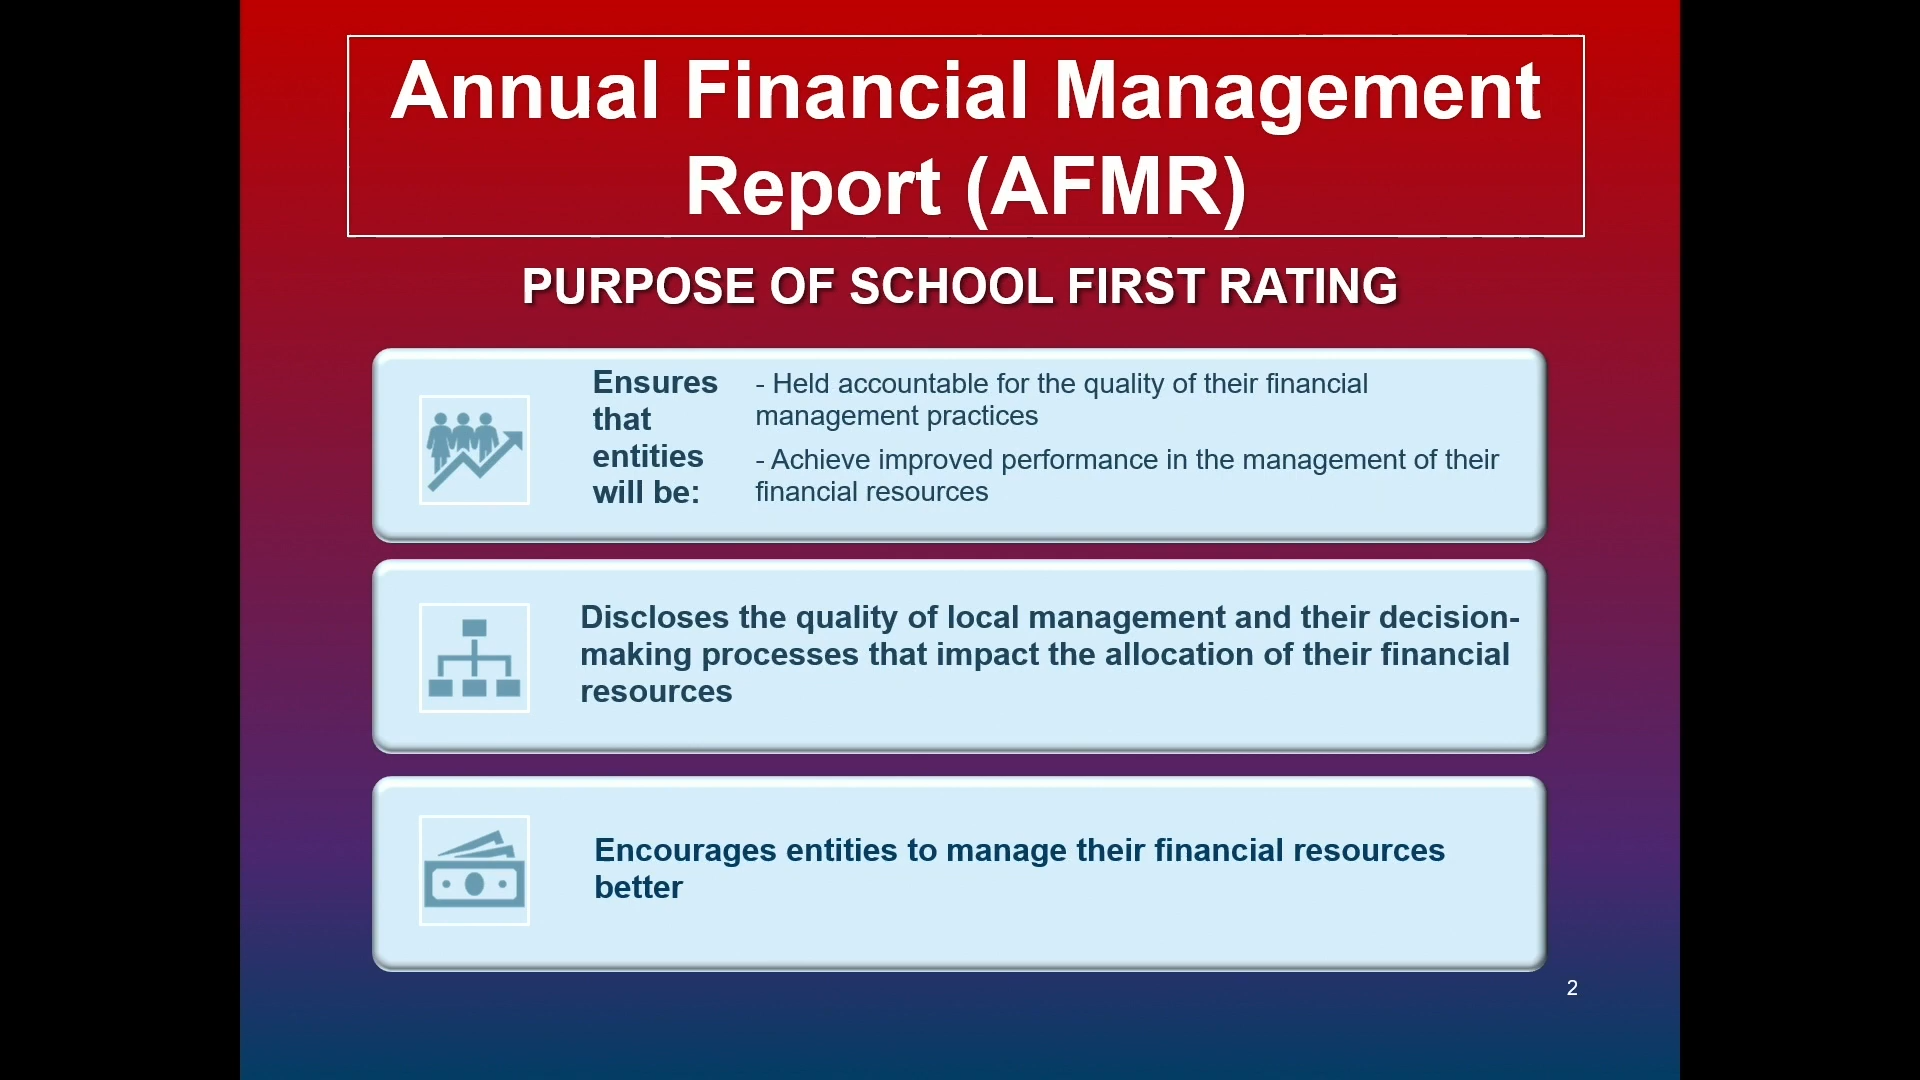 Annual Financial Management
Report (AFMR)
PURPOSE OF SCHOOL FIRST RATING
Ensures
that
entities
will be:
- Held accountable for the quality of their financial
management practices
- Achieve improved performance in the management of their
financial resources
Discloses the quality of local management and their decision-
making processes that impact the allocation of their financial
resources
Encourages entities to manage their financial resources
better
2